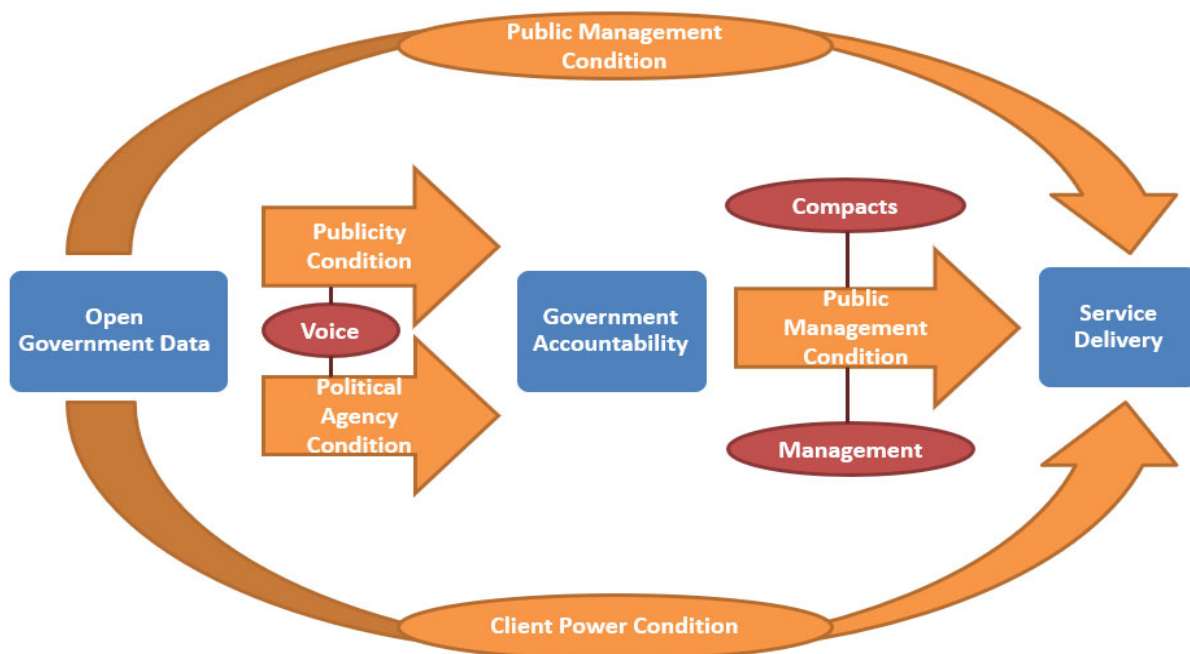 Public Management
Condition
Publicity
Condition
Compacts
Open
Government Data
Voice
Government
Accountability
Public
Management
Condition
Service
Delivery
Political
Agency
Condition
Management
Client Power Condition